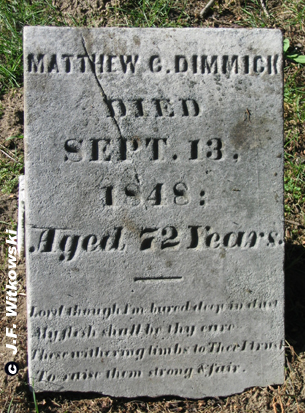 MATTHEW C. DIMMICK
DIED
SEPT. 13,
1848:
Aged 72 Years.
Lord though I'm bured deep in dust
My flesh shall be thy care
These withering limbs to Thee I trust
To raise them strong & fair.
© J.F. Witkowski